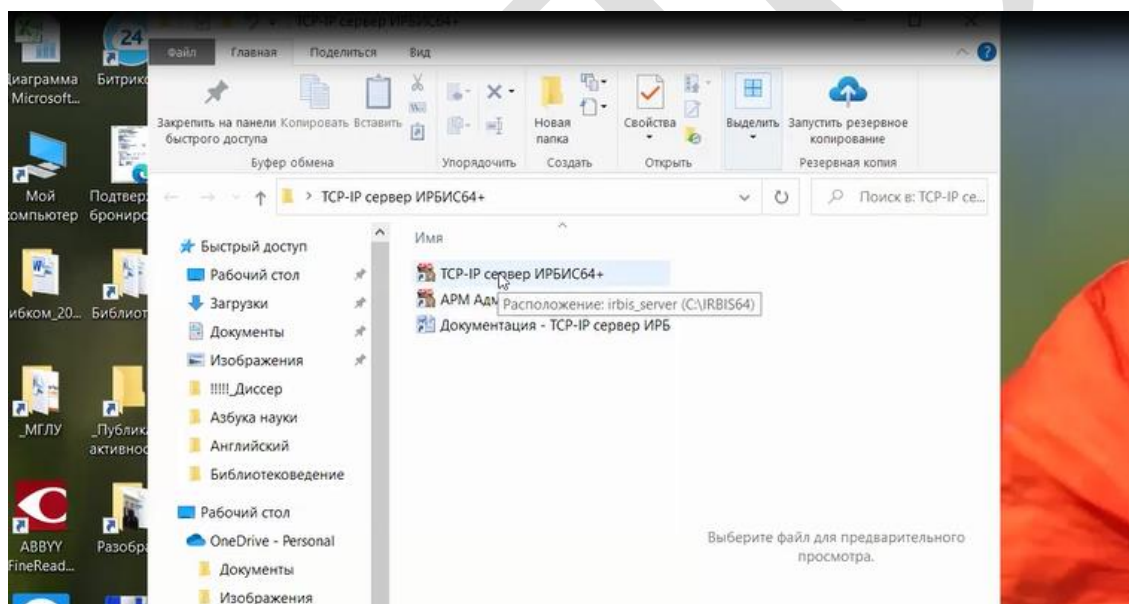 TCP-IP сервер ИРБИС64+
Файл Главная Поделиться Вид
Закрепить на панели быстрого доступа
Копировать
Вставить
Новая папка
Свойства
Выделить
Запустить резервное копирование
Буфер обмена
Упорядочить
Создать
Открыть
Резервная копия
TCP-IP сервер ИРБИС64+
Поиск в: TCP-IP се...
Быстрый доступ
Рабочий стол
Загрузки
Документы
Изображения
!!!!!_Диссер
Азбука науки
Английский
Библиотековедение
Рабочий стол
OneDrive - Personal
Документы
Изображения
Имя
TCP-IP сервер ИРБИС64+
АРМ Адм
Расположение: irbis_server (C:\IRBIS64)
Документация - TCP-IP сервер ИРБ
Выберите файл для предварительного
просмотра.
24
Диаграмма
Microsoft...
Битрикс
Мой
компьютер
Подтвер
брониро
ибком_20...
Библиот
_МГЛУ
_Публик
активнос
ABBYY
FineRead...
Разобра